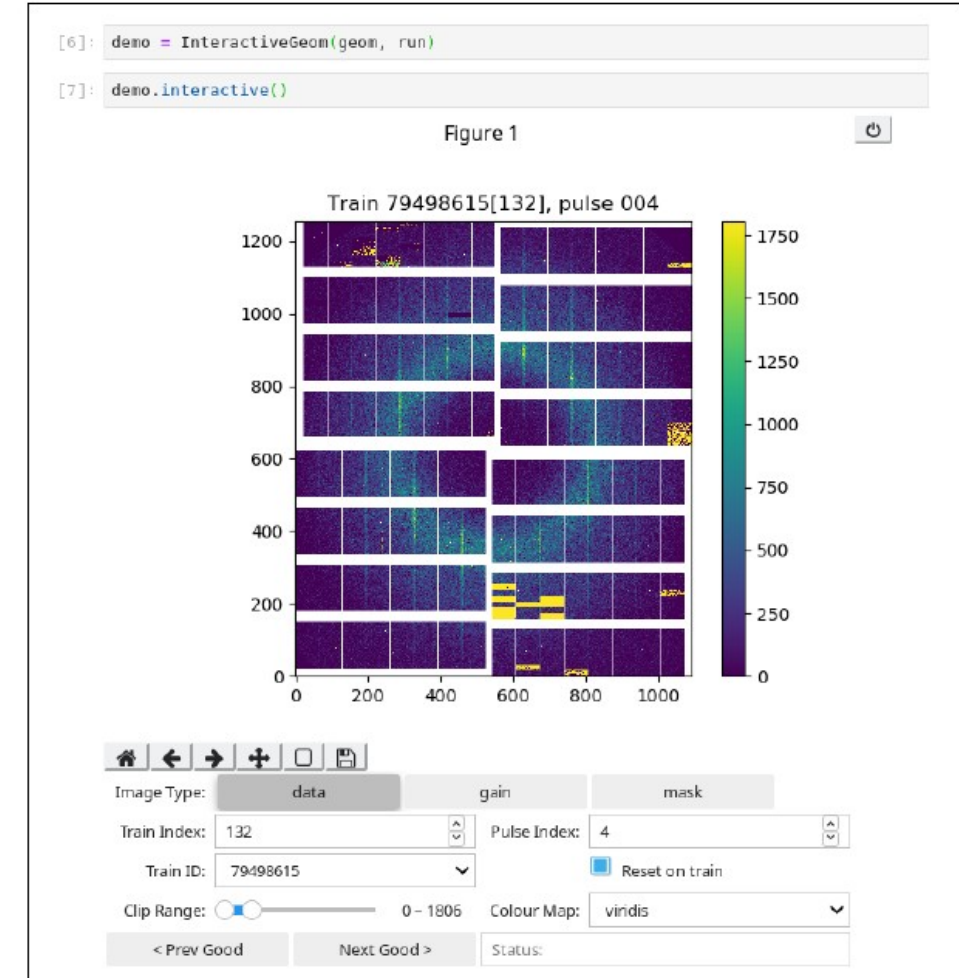 [6]: demo = InteractiveGeom(geom, run)
[7]: demo.interactive()
Figure 1
Train 79498615[132], pulse 004
1200
1000
800
600
400
200
0
0 200 400 600 800 1000
1750
1500
1250
1000
750
500
250
0
Image Type: data gain mask
Train Index: 132 Pulse Index: 4
Train ID: 79498615 Reset on train
Clip Range: 0 – 1806 Colour Map: viridis
< Prev Good Next Good > Status: